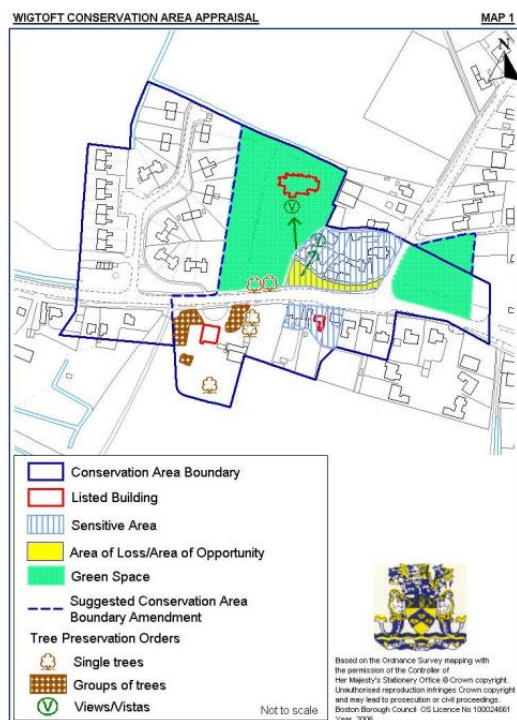 WIGTOFT CONSERVATION AREA APPRAISAL MAP 1
N
V
Conservation Area Boundary
Listed Building
Sensitive Area
Area of Loss/Area of Opportunity
Green Space
Suggested Conservation Area
Boundary Amendment
Tree Preservation Orders
Single trees
Groups of trees
V Views/Vistas
Not to scale
Based on the Ordnance Survey mapping with
the permission of the Controller of
Her Majesty's Stationery Office © Crown copyright.
Unauthorised reproduction infringes Crown copyright
and may lead to prosecution or civil proceedings.
Boston Borough Council OS Licence No 100024661
Year 2006